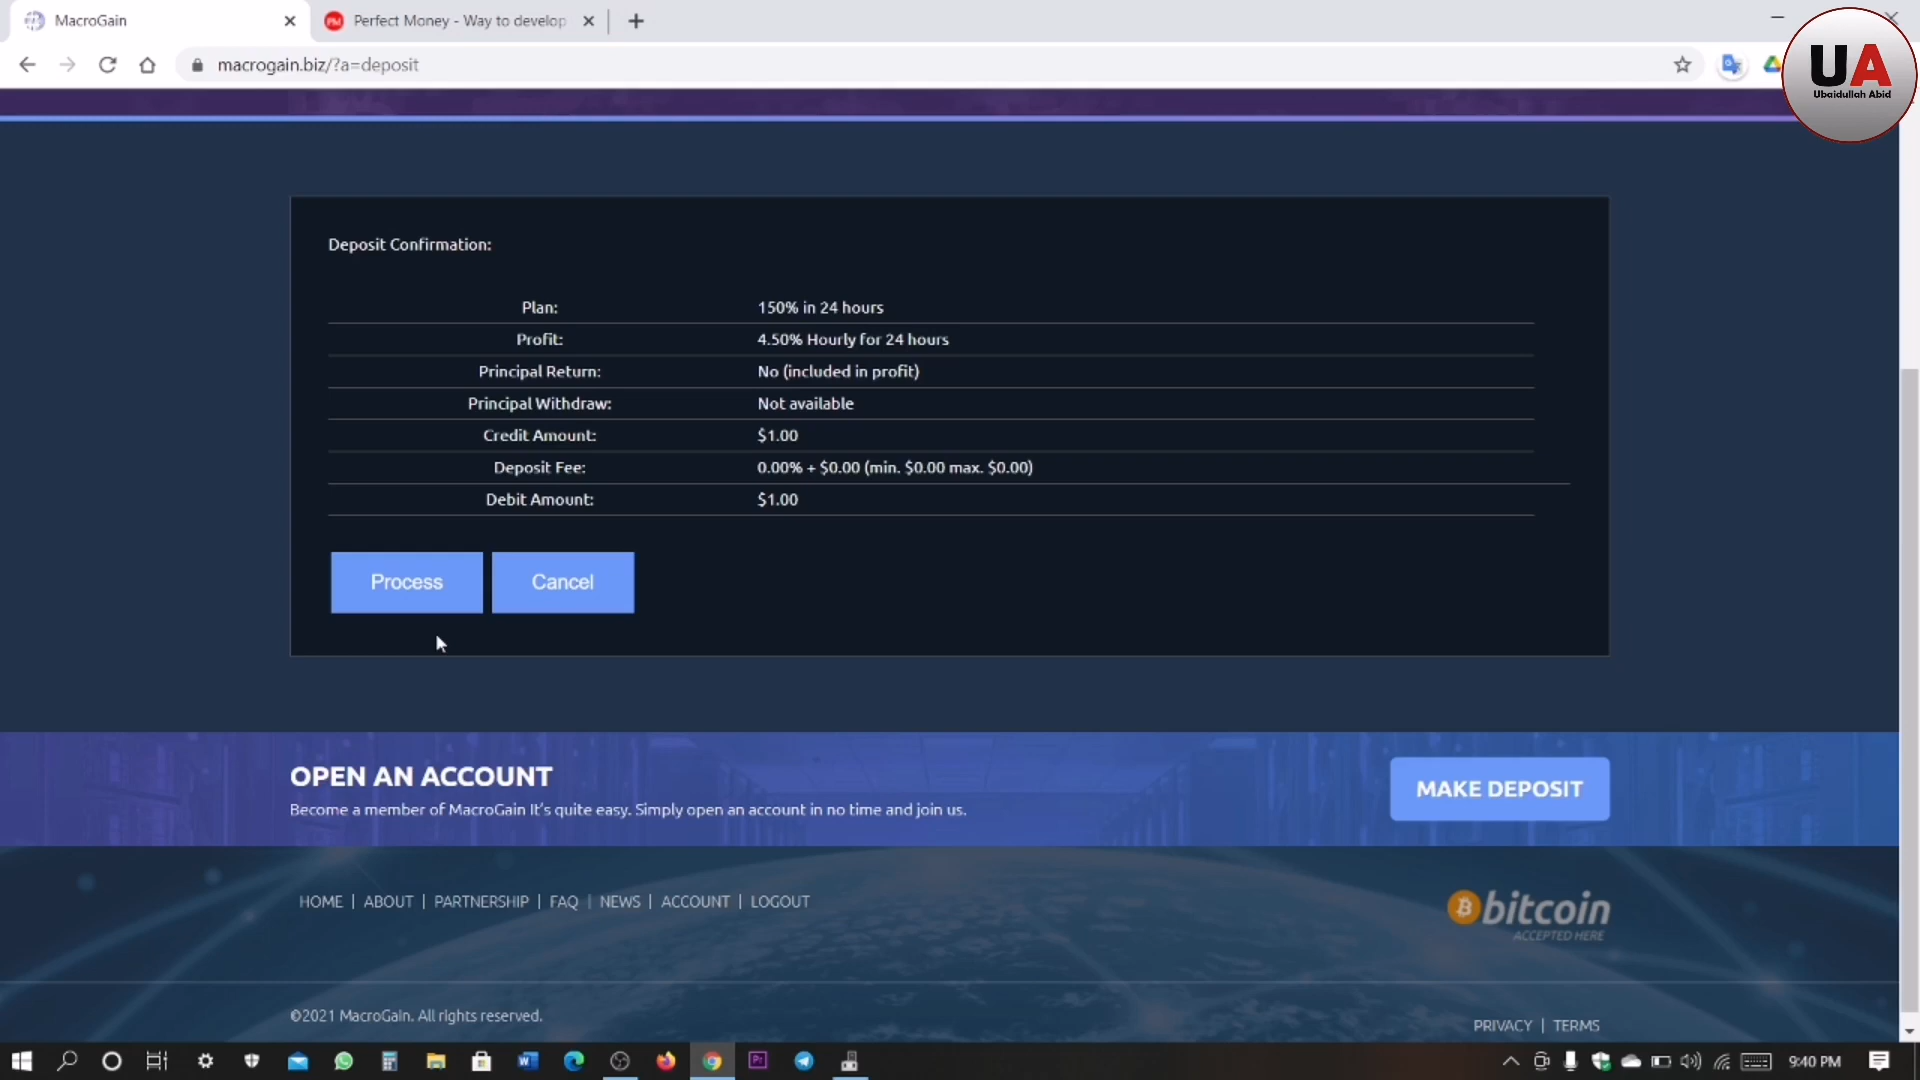 MacroGain
Perfect Money - Way to develop
macrogain.biz/?a=deposit
UA
Ubaidullah Abid
Deposit Confirmation:
Plan: 150% in 24 hours
Profit: 4.50% Hourly for 24 hours
Principal Return: No (included in profit)
Principal Withdraw: Not available
Credit Amount: $1.00
Deposit Fee: 0.00% + $0.00 (min. $0.00 max. $0.00)
Debit Amount: $1.00
Process Cancel
OPEN AN ACCOUNT
Become a member of MacroGain It's quite easy. Simply open an account in no time and join us.
MAKE DEPOSIT
HOME | ABOUT | PARTNERSHIP | FAQ | NEWS | ACCOUNT | LOGOUT
bitcoin
ACCEPTED HERE
©2021 MacroGain. All rights reserved.
PRIVACY | TERMS
9:40 PM